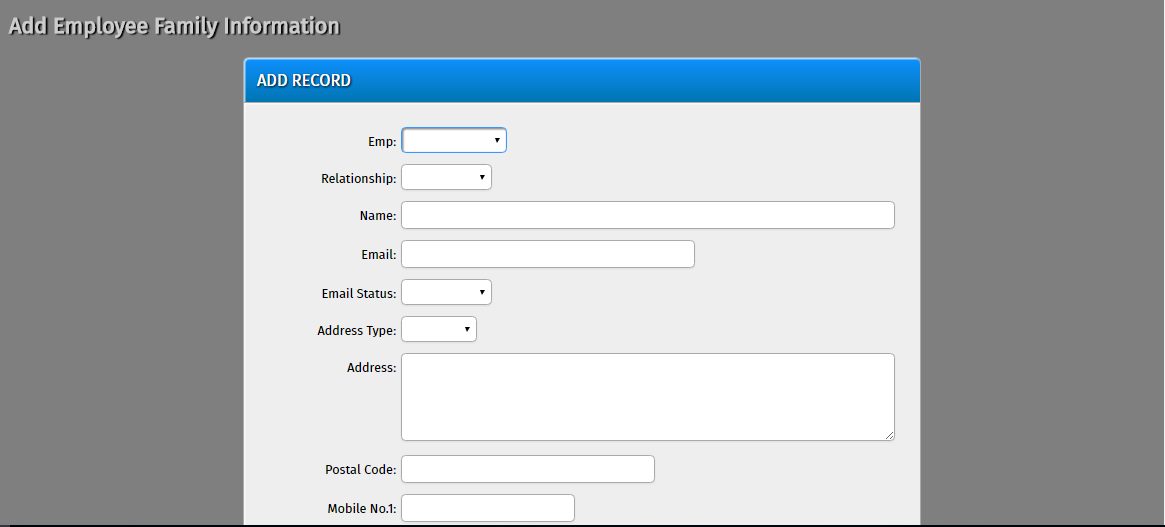 Add Employee Family Information
ADD RECORD
Emp:
Relationship:
Name:
Email:
Email Status:
Address Type:
Address:
Postal Code:
Mobile No.1: